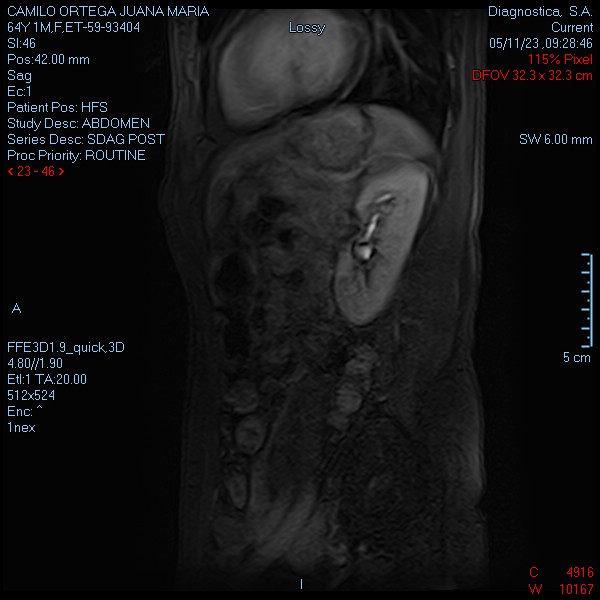 CAMILO ORTEGA JUANA MARIA
64Y 1M,F,ET-59-93404
Sl:46
Pos:42.00 mm
Sag
Ec:1
Patient Pos: HFS
Study Desc: ABDOMEN
Series Desc: SDAG POST
Proc Priority: ROUTINE
< 23 - 46 >
Lossy
Diagnostica, S.A.
Current
05/11/23 ,09:28:46
115% Pixel
DFOV 32.3 x 32.3 cm
SW 6.00 mm
A
5 cm
FFE3D1.9_quick,3D
4.80//1.90
Etl:1 TA:20.00
512x524
Enc: ^
1nex
I
C 4916
W 10167